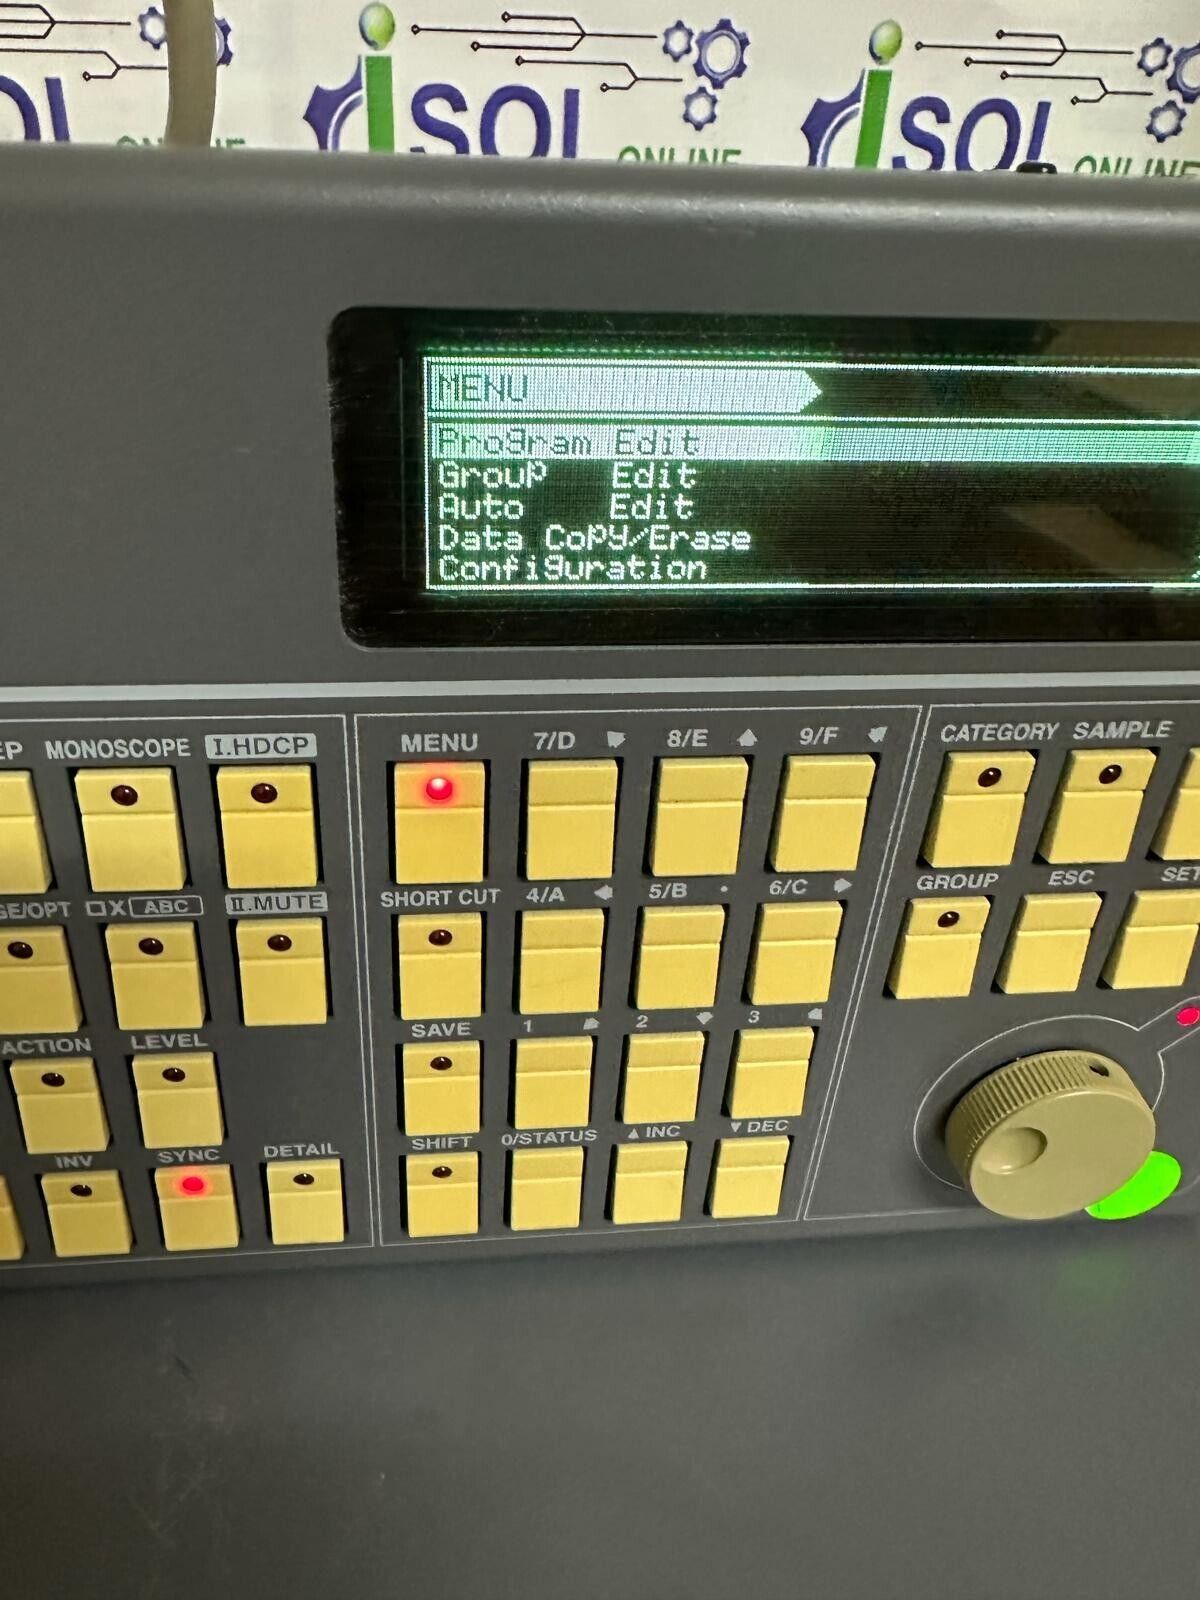 iSOL
ONLINE
iSOL
ONLINE
MENU
Program Edit
Group Edit
Auto Edit
Data Copy/Erase
Configuration
MONOSCOPE I.HDCP
MENU 7/D 8/E 9/F
CATEGORY SAMPLE
□X ABC II.MUTE
SHORT CUT 4/A 5/B 6/C
GROUP ESC SET
LEVEL
SAVE 1 2 3
INV SYNC DETAIL
SHIFT 0/STATUS ▲INC ▼DEC